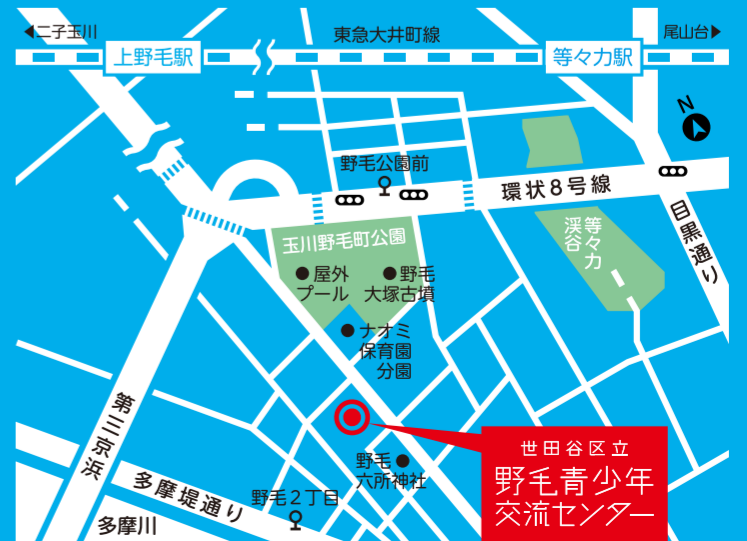 ◀二子玉川
東急大井町線
尾山台▶
上野毛駅
等々力駅
N
野毛公園前
環状8号線
目黒通り
等々力
渓谷
玉川野毛町公園
●屋外
プール
●野毛
大塚古墳
●ナオミ
保育園
分園
第三京浜
世田谷区立
野毛青少年
交流センター
野毛●
六所神社
多摩堤通り
野毛2丁目
多摩川